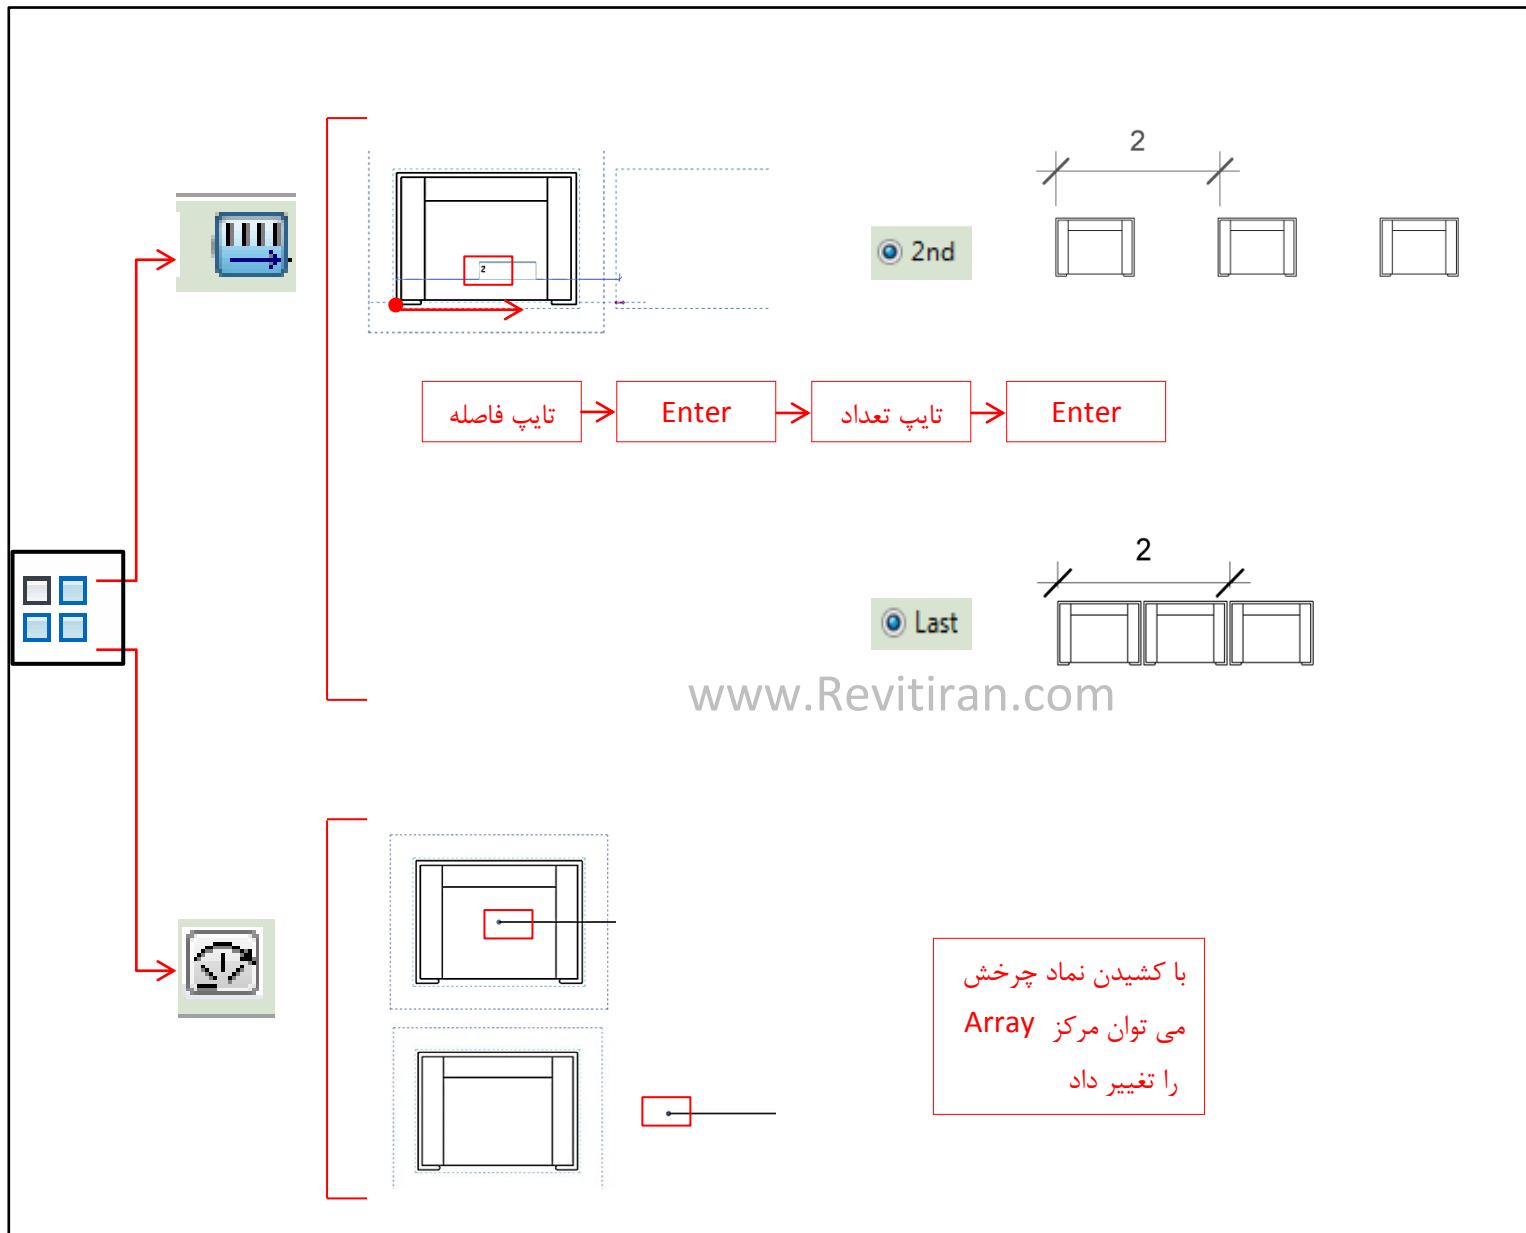 2
2
2nd
تایپ فاصله
Enter
تایپ تعداد
Enter
2
Last
www.Revitiran.com
با کشیدن نماد چرخش
می توان مرکز Array
را تغییر داد